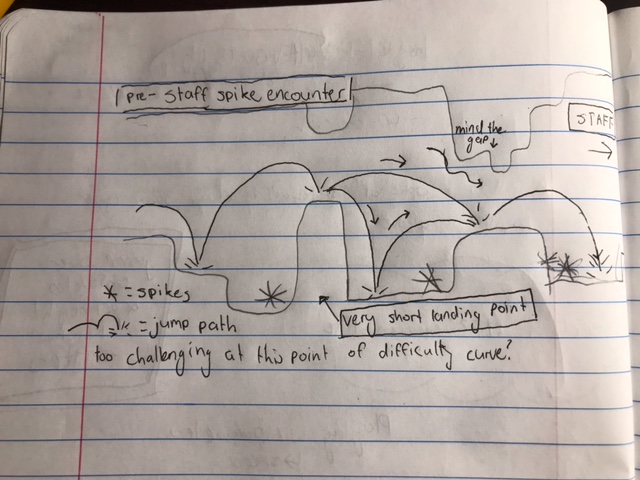 pre-staff spike encounter
mind the
gap
STAFF
* = spikes
= jump path
very short landing point
too challenging at this point of difficulty curve?